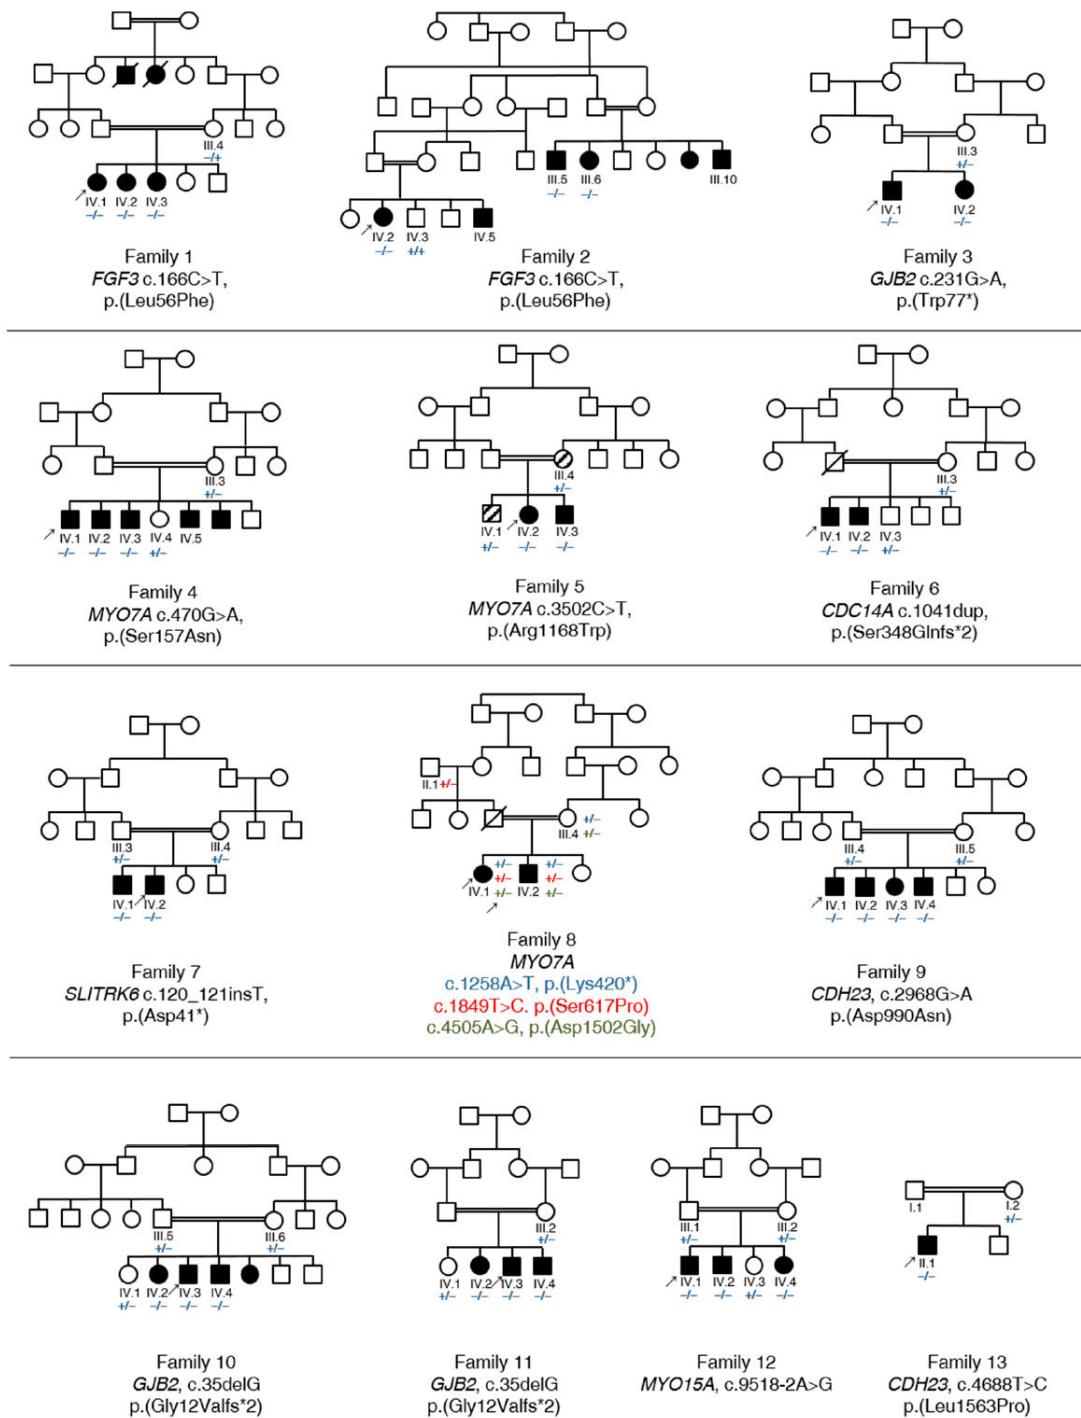 III.4
–/+
IV.1 IV.2 IV.3
–/– –/– –/–
Family 1
FGF3 c.166C>T,
p.(Leu56Phe)
III.5 III.6 III.10
–/– –/–
IV.2 IV.3 IV.5
–/– +/+
Family 2
FGF3 c.166C>T,
p.(Leu56Phe)
III.3
+/–
IV.1 IV.2
–/– –/–
Family 3
GJB2 c.231G>A,
p.(Trp77*)
III.3
+/–
IV.1 IV.2 IV.3 IV.4 IV.5
–/– –/– –/– +/–
Family 4
MYO7A c.470G>A,
p.(Ser157Asn)
III.4
+/–
IV.1 IV.2 IV.3
+/– –/– –/–
Family 5
MYO7A c.3502C>T,
p.(Arg1168Trp)
III.3
+/–
IV.1 IV.2 IV.3
–/– –/– +/–
Family 6
CDC14A c.1041dup,
p.(Ser348Glnfs*2)
III.3 III.4
+/– +/–
IV.1 IV.2
–/– –/–
Family 7
SLITRK6 c.120_121insT,
p.(Asp41*)
II.1 +/–
+/–
III.4 +/–
+/– +/–
+/– +/–
IV.1 +/– IV.2 +/–
Family 8
MYO7A
c.1258A>T, p.(Lys420*)
c.1849T>C. p.(Ser617Pro)
c.4505A>G, p.(Asp1502Gly)
III.4 III.5
+/– +/–
IV.1 IV.2 IV.3 IV.4
–/– –/– –/– –/–
Family 9
CDH23, c.2968G>A
p.(Asp990Asn)
III.5 III.6
+/– +/–
IV.1 IV.2 IV.3 IV.4
+/– –/– –/– –/–
Family 10
GJB2, c.35delG
p.(Gly12Valfs*2)
III.2
+/–
IV.1 IV.2 IV.3 IV.4
+/– –/– –/– –/–
Family 11
GJB2, c.35delG
p.(Gly12Valfs*2)
III.1 III.2
+/– +/–
IV.1 IV.2 IV.3 IV.4
–/– –/– +/– –/–
Family 12
MYO15A, c.9518-2A>G
I.1 I.2
+/–
II.1
–/–
Family 13
CDH23, c.4688T>C
p.(Leu1563Pro)